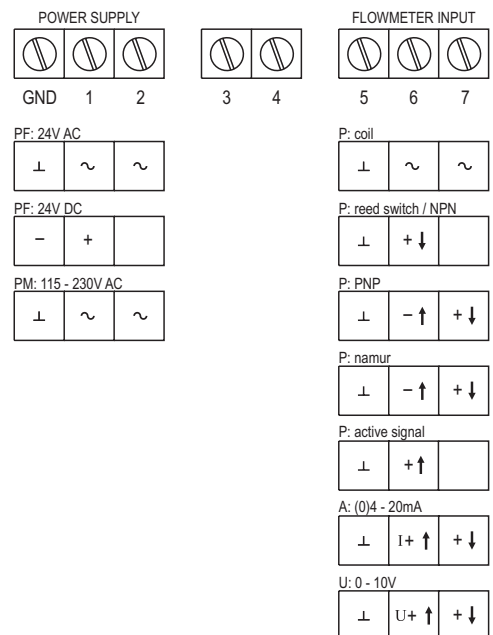 POWER SUPPLY
FLOWMETER INPUT
GND 1 2 3 4 5 6 7
PF: 24V AC
⊥ ~ ~
PF: 24V DC
− +
PM: 115 - 230V AC
⊥ ~ ~
P: coil
⊥ ~ ~
P: reed switch / NPN
⊥ +↓
P: PNP
⊥ −↑ +↓
P: namur
⊥ −↑ +↓
P: active signal
⊥ +↑
A: (0)4 - 20mA
⊥ I+ ↑ +↓
U: 0 - 10V
⊥ U+ ↑ +↓